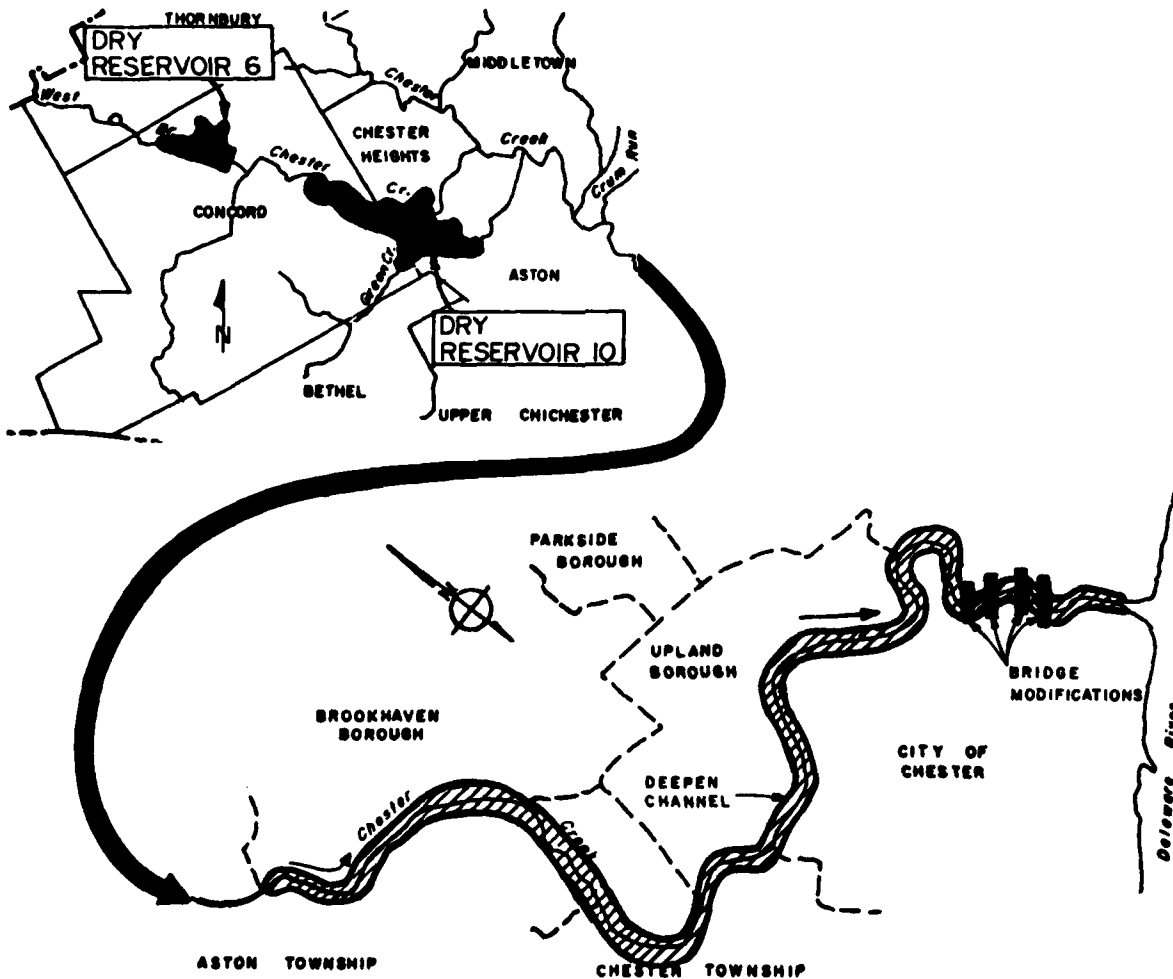 THORNBURY
DRY
RESERVOIR 6
MIDDLETOWN
West
Br.
Chester
Creek
CHESTER
HEIGHTS
Chester
Cr.
Crum Run
CONCORD
Green Cr.
ASTON
N
DRY
RESERVOIR 10
BETHEL
UPPER CHICHESTER
PARKSIDE
BOROUGH
UPLAND
BOROUGH
BRIDGE
MODIFICATIONS
BROOKHAVEN
BOROUGH
CITY OF
CHESTER
DEEPEN
CHANNEL
Delaware River
Chester
Creek
ASTON TOWNSHIP
CHESTER TOWNSHIP